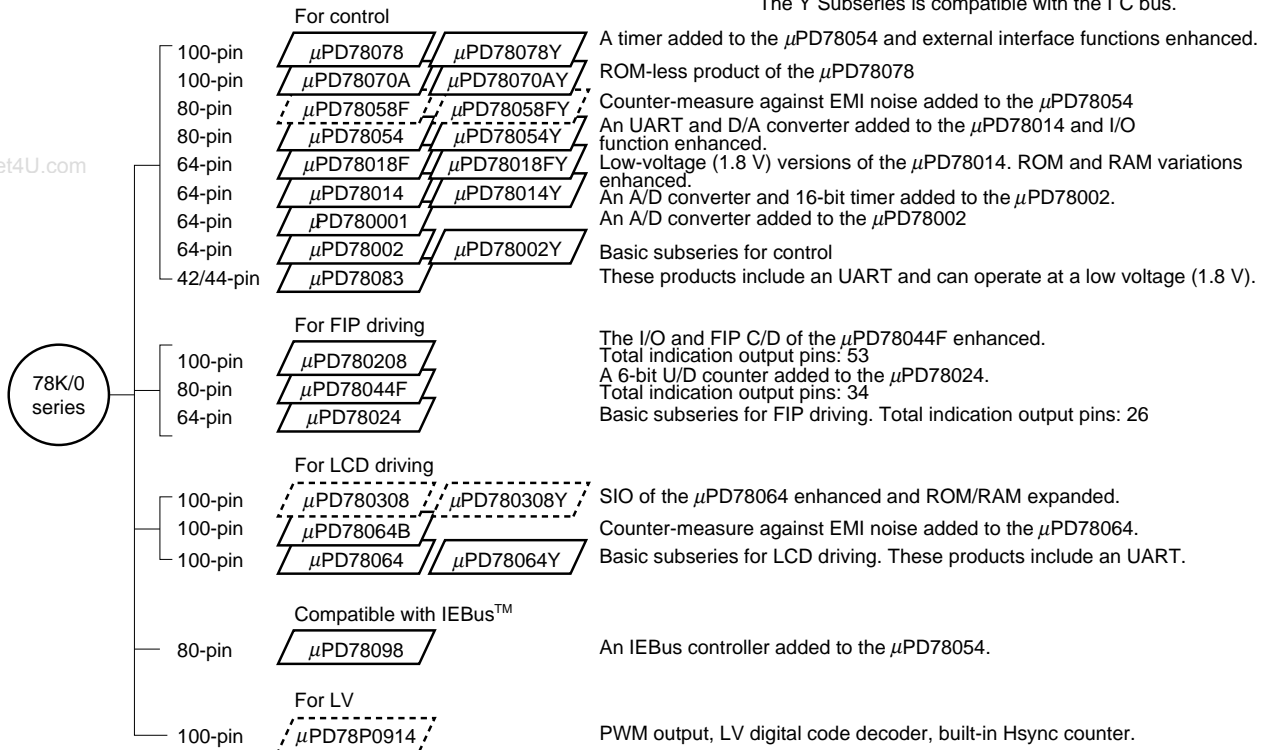 The Y Subseries is compatible with the I C bus.
For control
100-pin µPD78078 µPD78078Y A timer added to the µPD78054 and external interface functions enhanced.
100-pin µPD78070A µPD78070AY ROM-less product of the µPD78078
80-pin µPD78058F µPD78058FY Counter-measure against EMI noise added to the µPD78054
80-pin µPD78054 µPD78054Y An UART and D/A converter added to the µPD78014 and I/O
function enhanced.
64-pin µPD78018F µPD78018FY Low-voltage (1.8 V) versions of the µPD78014. ROM and RAM variations
enhanced.
64-pin µPD78014 µPD78014Y An A/D converter and 16-bit timer added to the µPD78002.
64-pin µPD780001 An A/D converter added to the µPD78002
64-pin µPD78002 µPD78002Y Basic subseries for control
42/44-pin µPD78083 These products include an UART and can operate at a low voltage (1.8 V).
et4U.com
78K/0
series
For FIP driving
100-pin µPD780208 The I/O and FIP C/D of the µPD78044F enhanced.
Total indication output pins: 53
80-pin µPD78044F A 6-bit U/D counter added to the µPD78024.
Total indication output pins: 34
64-pin µPD78024 Basic subseries for FIP driving. Total indication output pins: 26
For LCD driving
100-pin µPD780308 µPD780308Y SIO of the µPD78064 enhanced and ROM/RAM expanded.
100-pin µPD78064B Counter-measure against EMI noise added to the µPD78064.
100-pin µPD78064 µPD78064Y Basic subseries for LCD driving. These products include an UART.
Compatible with IEBus™
80-pin µPD78098 An IEBus controller added to the µPD78054.
For LV
100-pin µPD78P0914 PWM output, LV digital code decoder, built-in Hsync counter.